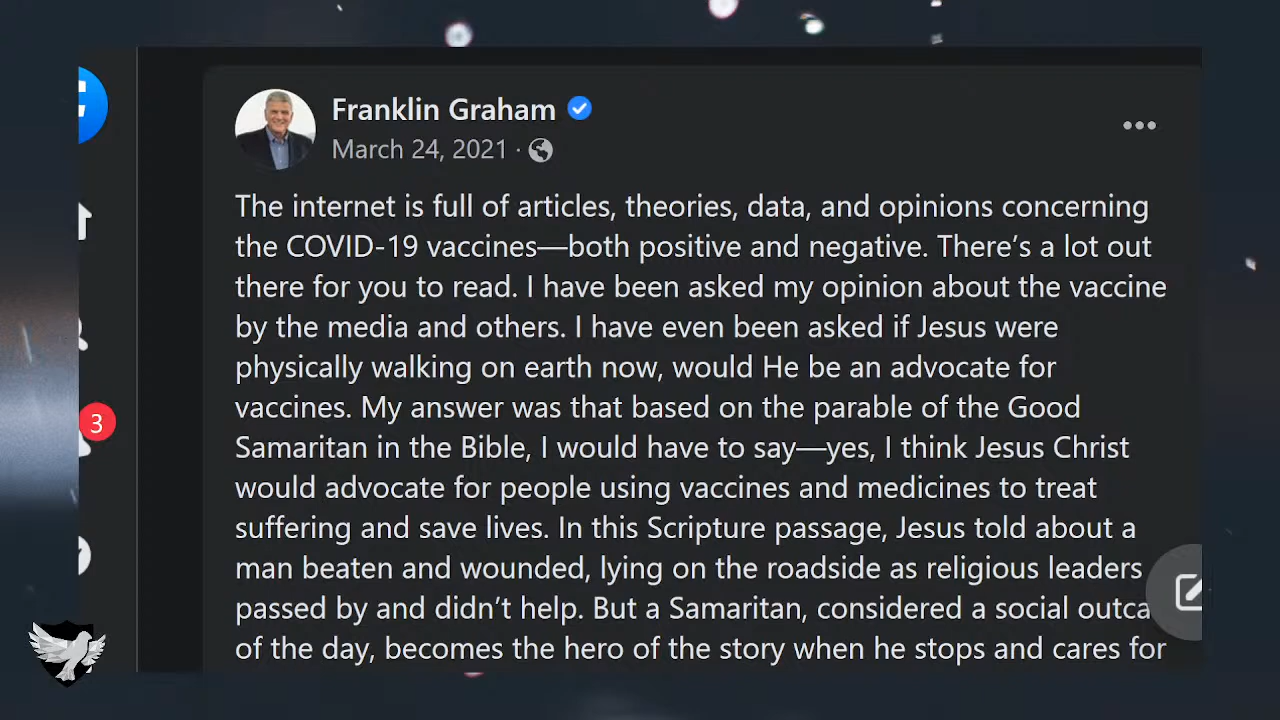 Franklin Graham
March 24, 2021 ·
The internet is full of articles, theories, data, and opinions concerning
the COVID-19 vaccines—both positive and negative. There's a lot out
there for you to read. I have been asked my opinion about the vaccine
by the media and others. I have even been asked if Jesus were
physically walking on earth now, would He be an advocate for
vaccines. My answer was that based on the parable of the Good
Samaritan in the Bible, I would have to say—yes, I think Jesus Christ
would advocate for people using vaccines and medicines to treat
suffering and save lives. In this Scripture passage, Jesus told about a
man beaten and wounded, lying on the roadside as religious leaders
passed by and didn't help. But a Samaritan, considered a social outca
of the day, becomes the hero of the story when he stops and cares for
3